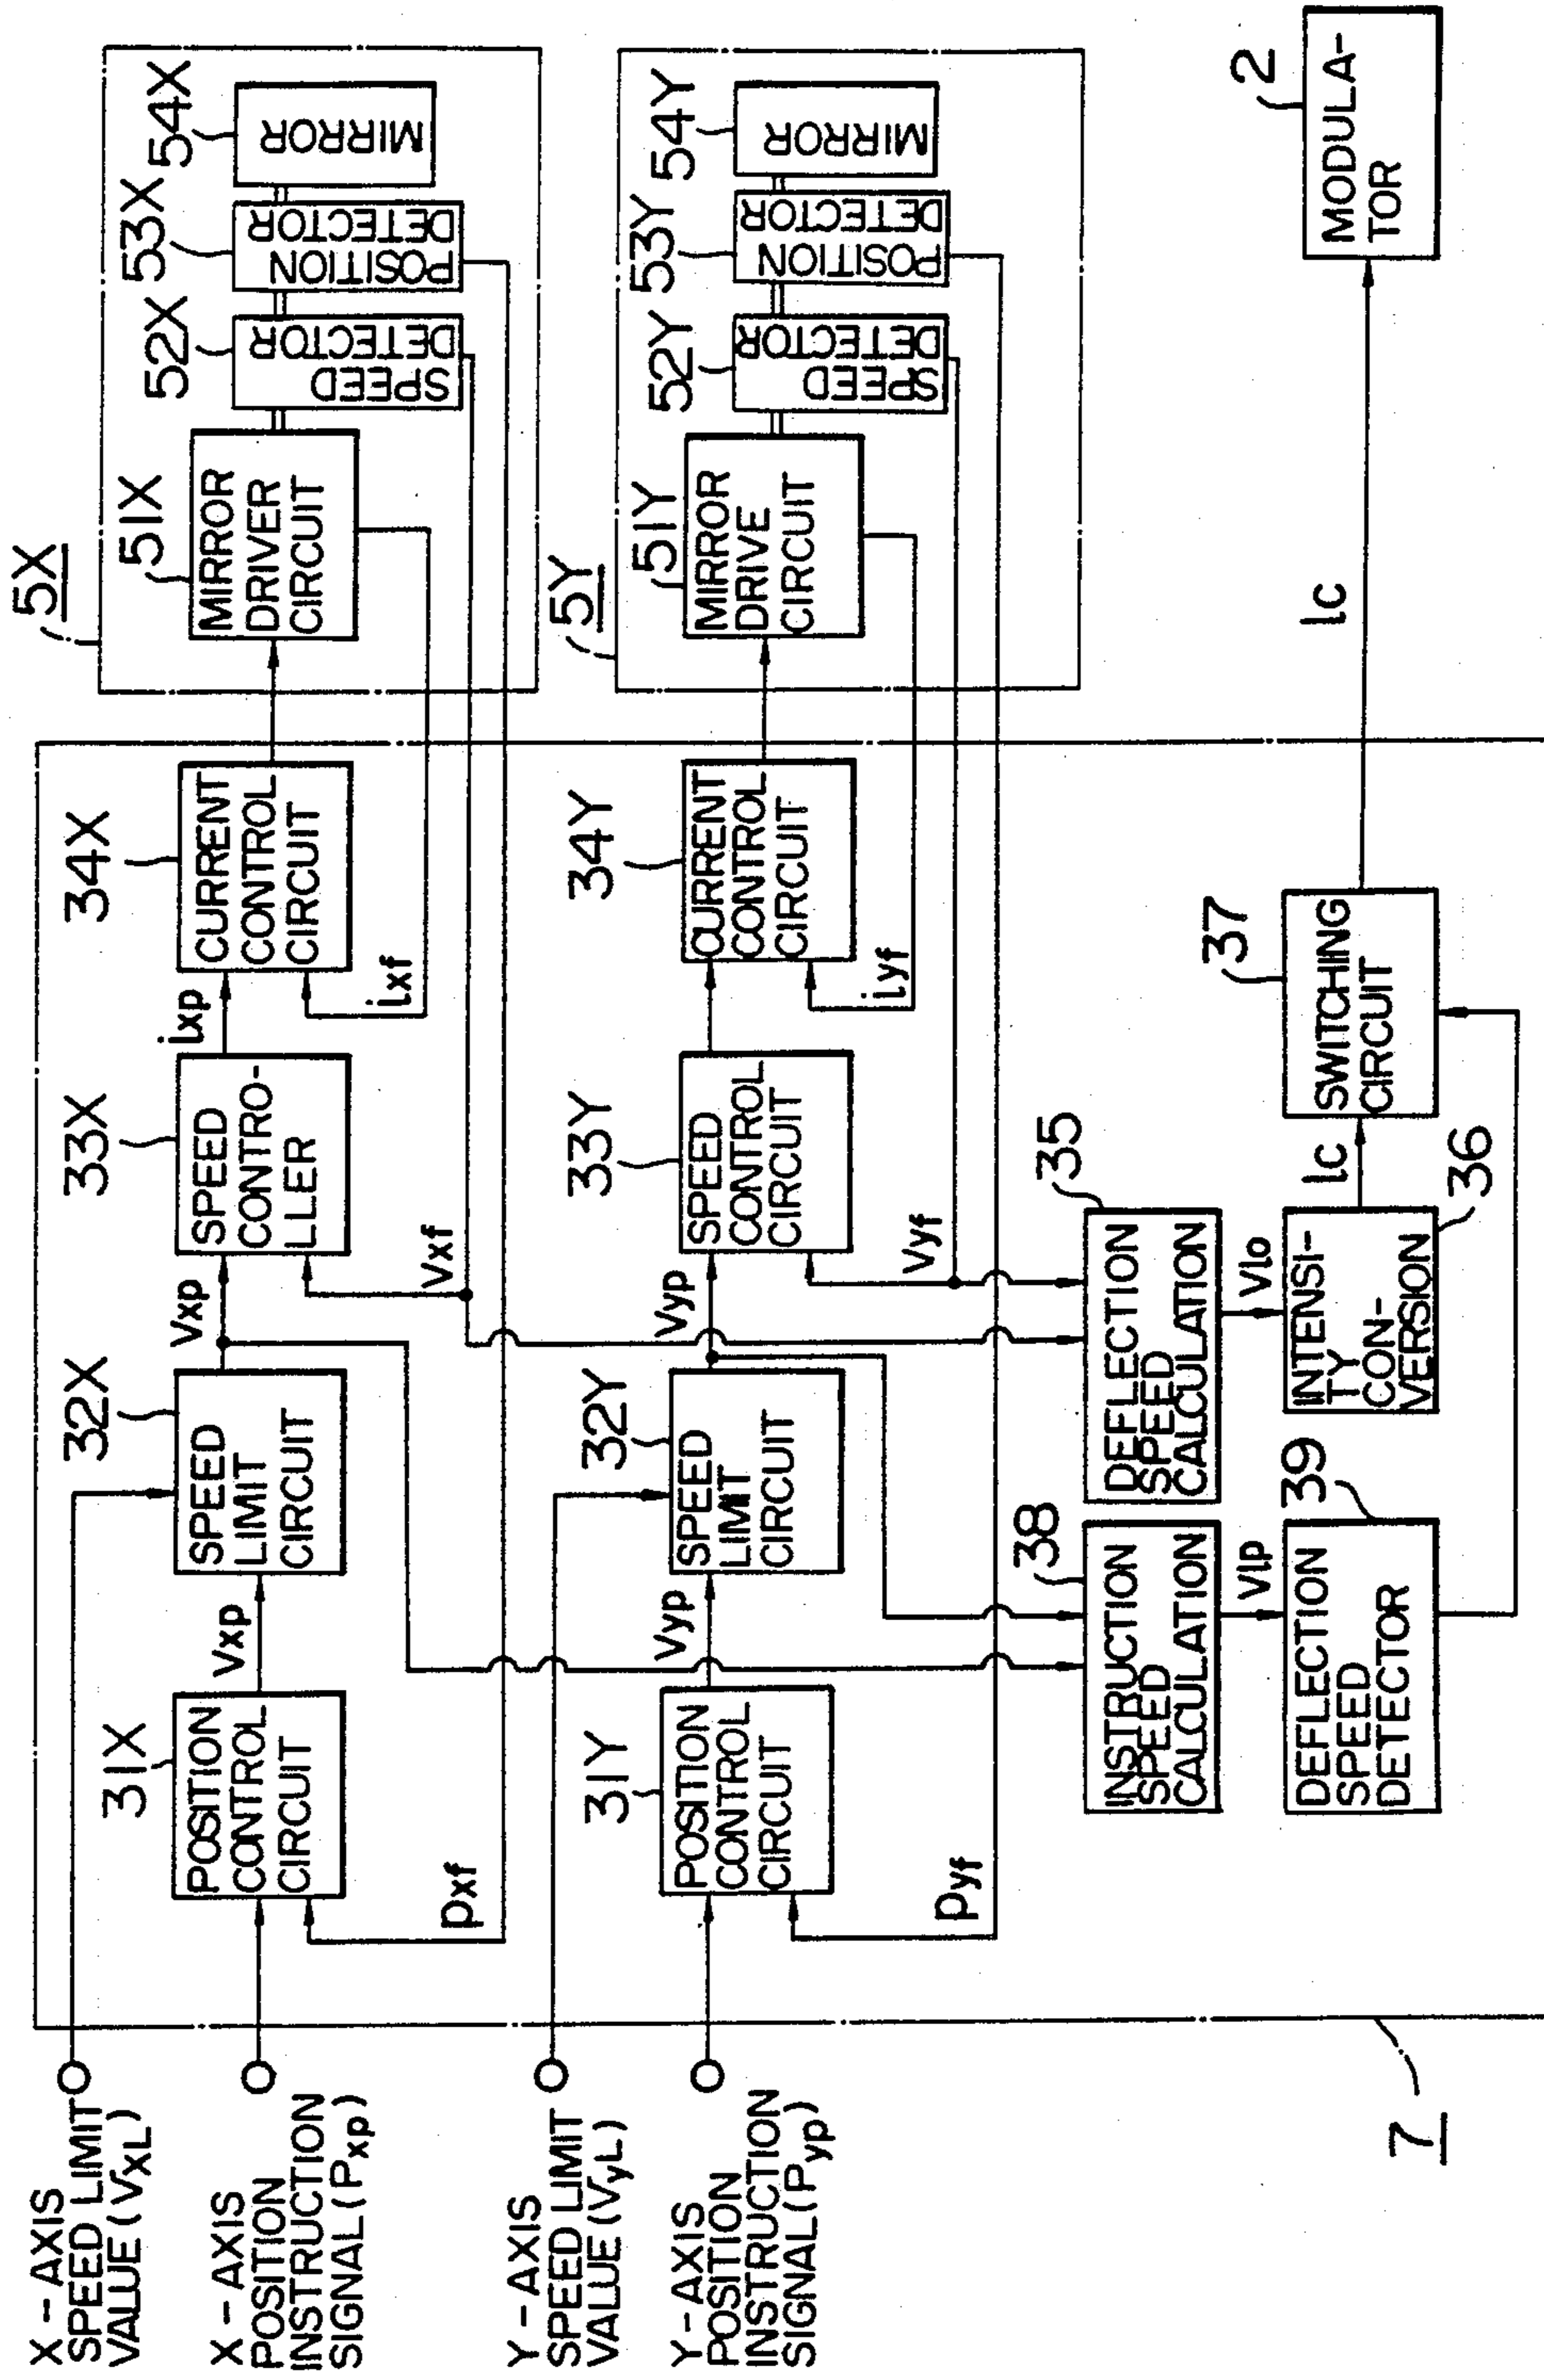 X-AXIS
SPEED LIMIT
VALUE (VxL)
X-AXIS
POSITION
INSTRUCTION
SIGNAL (Pxp)
Y-AXIS
SPEED LIMIT
VALUE (VyL)
Y-AXIS
POSITION
INSTRUCTION
SIGNAL (Pyp)
7
31X
POSITION
CONTROL
CIRCUIT
Pxf
Vxp
32X
SPEED
LIMIT
CIRCUIT
Vxp
33X
SPEED
CONTRO-
LLER
Vxf
ixp
34X
CURRENT
CONTROL
CIRCUIT
ixf
5X
51X
MIRROR
DRIVER
CIRCUIT
52X
SPEED
DETECTOR
53X
POSITION
DETECTOR
54X
MIRROR
31Y
POSITION
CONTROL
CIRCUIT
Pyf
Vyp
32Y
SPEED
LIMIT
CIRCUIT
Vyp
33Y
SPEED
CONTROL
CIRCUIT
Vyf
34Y
CURRENT
CONTROL
CIRCUIT
iyf
5Y
51Y
MIRROR
DRIVE
CIRCUIT
52Y
SPEED
DETECTOR
53Y
POSITION
DETECTOR
54Y
MIRROR
38
INSTRUCTION
SPEED
CALCULATION
Vlp
39
DEFLECTION
SPEED
DETECTOR
35
DEFLECTION
SPEED
CALCULATION
Vlo
36
INTENSI-
TY
CON-
VERSION
lc
37
SWITCHING
CIRCUIT
lc
2
MODULA-
TOR